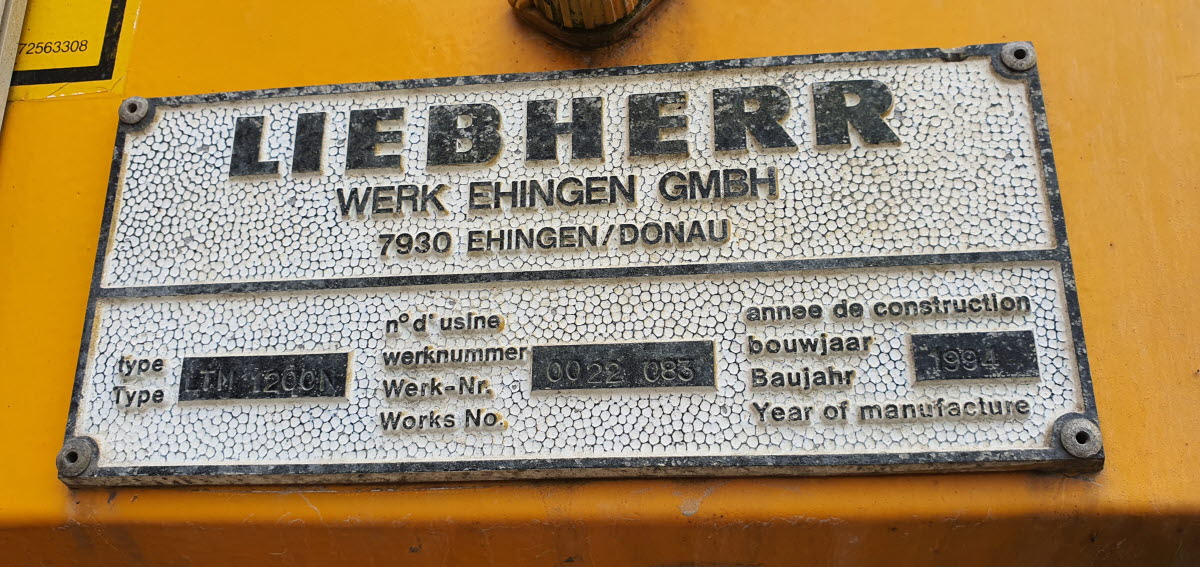 72563308
LIEBHERR
WERK EHINGEN GMBH
7930 EHINGEN/DONAU
type
Type
LTM 1200N
n° d'usine
werknummer
Werk-Nr.
Works No.
0022 083
annee de construction
bouwjaar
Baujahr
Year of manufacture
1994